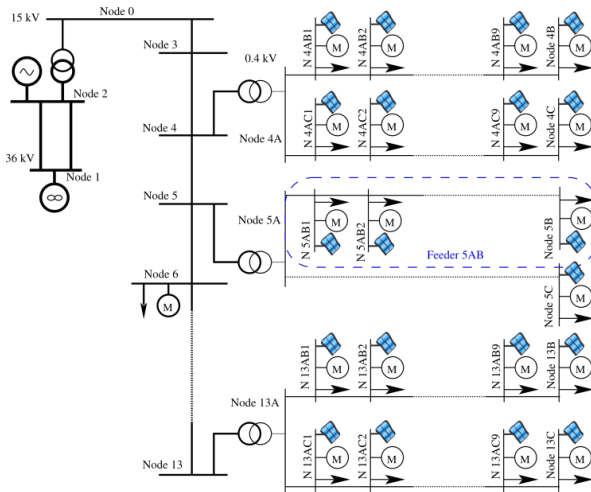 15 kV
Node 0
Node 3
0.4 kV
N 4AB1
M
N 4AB2
M
N 4AB9
M
Node 4B
M
Node 2
Node 4
Node 4A
N 4AC1
M
N 4AC2
M
N 4AC9
M
Node 4C
M
36 kV
Node 1
∞
Node 5
Node 5A
N 5AB1
M
N 5AB2
M
Node 5B
M
Feeder 5AB
Node 6
M
Node 5C
M
N 13AB1
M
N 13AB2
M
N 13AB9
M
Node 13B
M
Node 13A
Node 13
N 13AC1
M
N 13AC2
M
N 13AC9
M
Node 13C
M